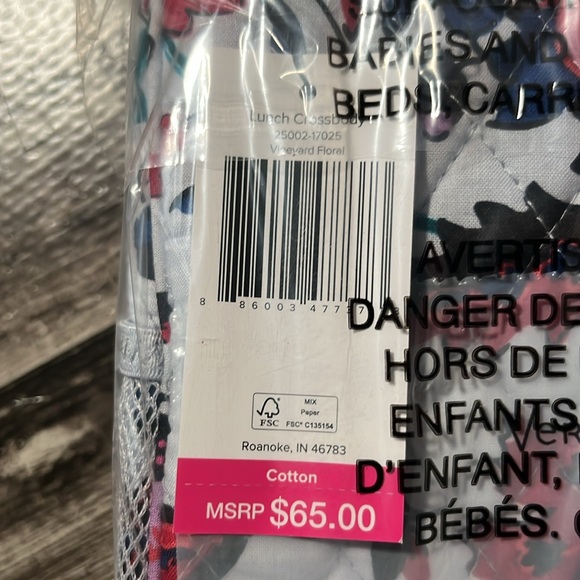 BABIES AND
BEDS, CARR
Lunch Crossbody
25002-17025
Vineyard Floral
8 86003 477
AVERTIS
DANGER DE
HORS DE
ENFANTS
D'ENFANT,
BÉBÉS.
MIX
Paper
FSC
FSC® C135154
Roanoke, IN 46783
Cotton
MSRP $65.00
Ver